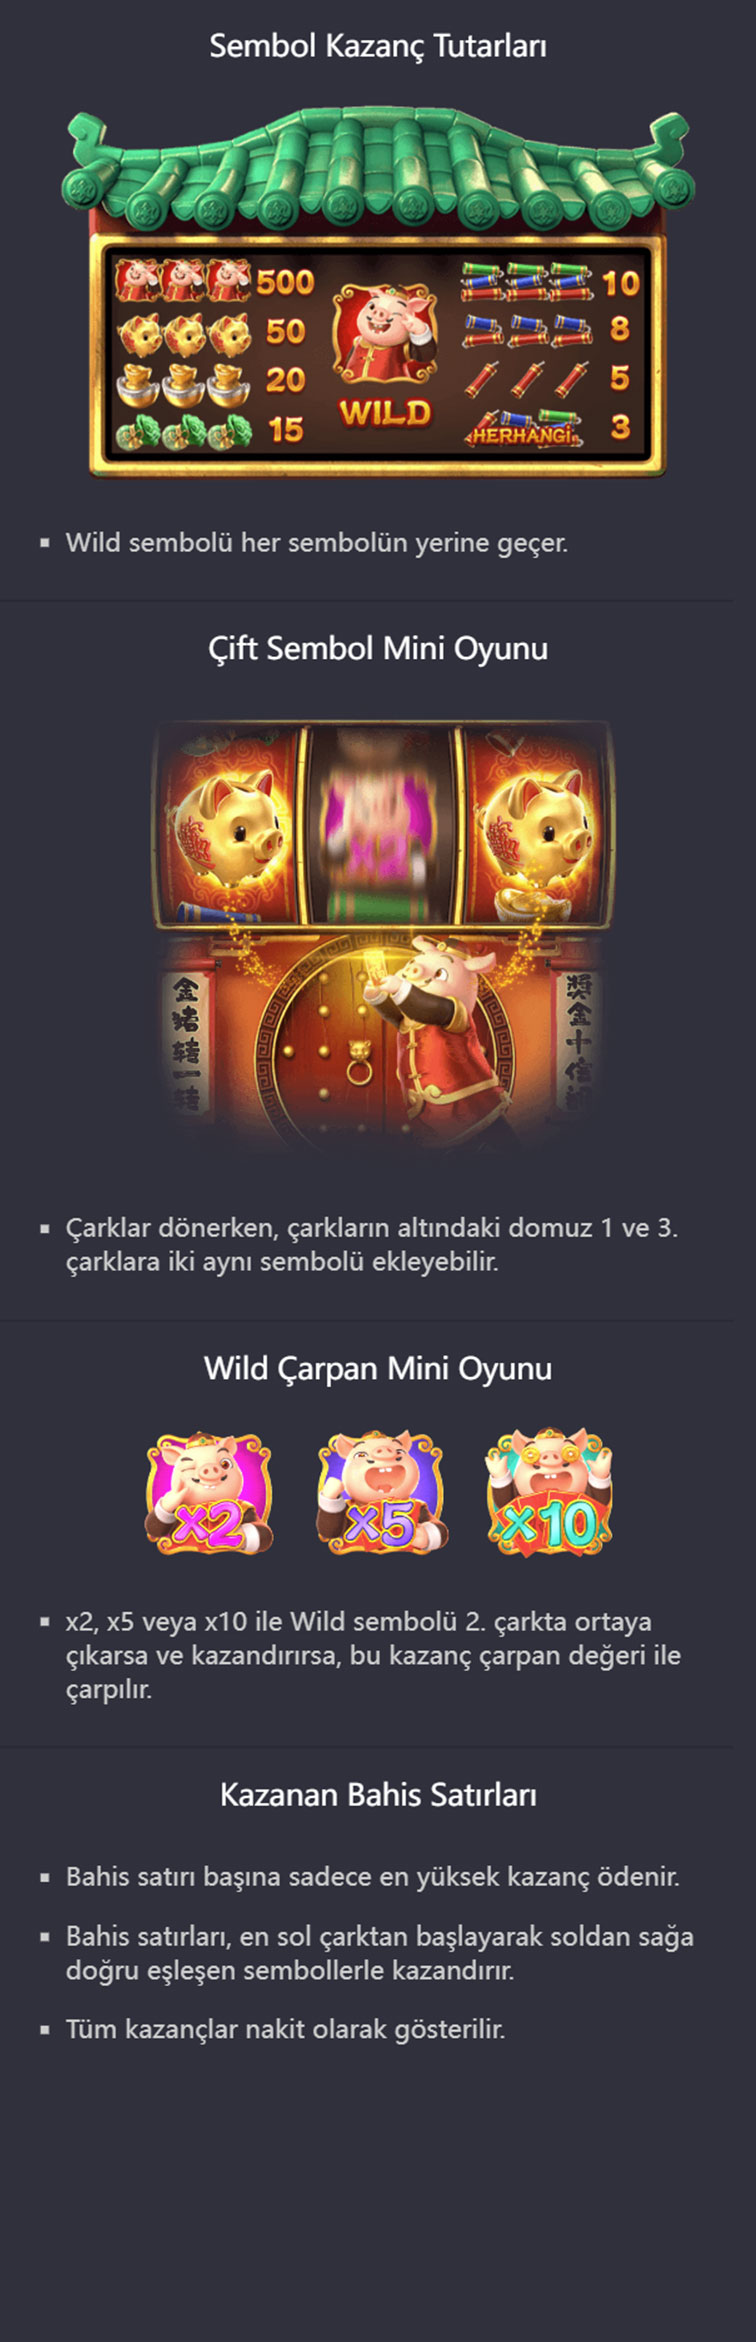 Sembol Kazanç Tutarları
500
50
20
15
WILD
10
8
5
HERHANGİ
3
Wild sembolü her sembolün yerine geçer.
Çift Sembol Mini Oyunu
x2
金猪转一转
獎金十倍
Çarklar dönerken, çarkların altındaki domuz 1 ve 3.
çarklara iki aynı sembolü ekleyebilir.
Wild Çarpan Mini Oyunu
x2
x5
x10
x2, x5 veya x10 ile Wild sembolü 2. çarkta ortaya
çıkarsa ve kazandırırsa, bu kazanç çarpan değeri ile
çarpılır.
Kazanan Bahis Satırları
Bahis satırı başına sadece en yüksek kazanç ödenir.
Bahis satırları, en sol çarktan başlayarak soldan sağa
doğru eşleşen sembollerle kazandırır.
Tüm kazançlar nakit olarak gösterilir.